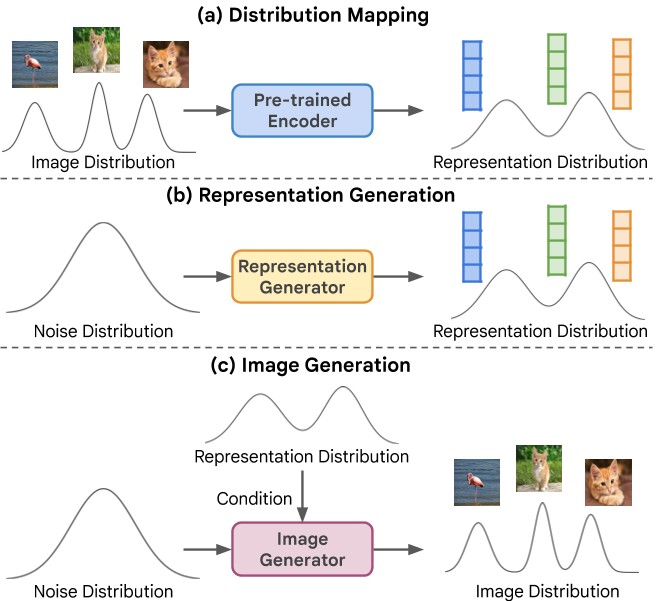 (a) Distribution Mapping
Pre-trained
Encoder
Image Distribution
Representation Distribution
(b) Representation Generation
Representation
Generator
Noise Distribution
Representation Distribution
(c) Image Generation
Representation Distribution
Condition
Image
Generator
Noise Distribution
Image Distribution